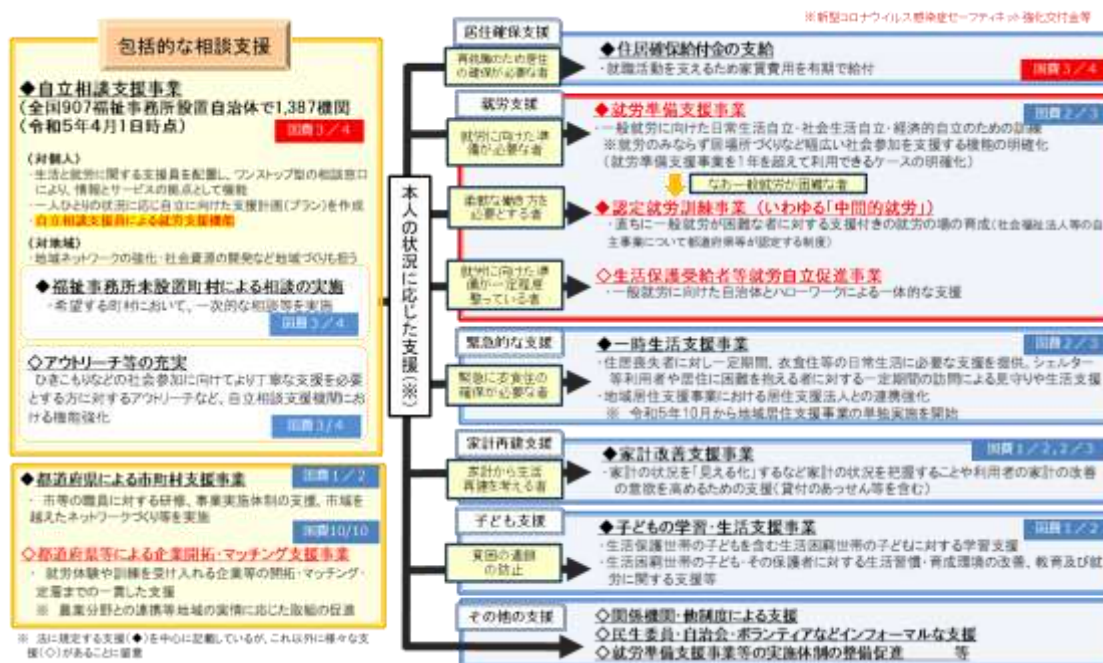 ※新型コロナウイルス感染症セーフティネット強化交付金等
包括的な相談支援
◆自立相談支援事業
(全国907福祉事務所設置自治体で1,387機関
(令和5年4月1日時点)
国費3/4
(対個人)
・生活と就労に関する支援員を配置し、ワンストップ型の相談窓口
により、情報とサービスの拠点として機能
・一人ひとりの状況に応じ自立に向けた支援計画(プラン)を作成
・自立相談支援員による就労支援機能
(対地域)
・地域ネットワークの強化・社会資源の開発など地域づくりも担う
◆福祉事務所未設置町村による相談の実施
・希望する町村において、一次的な相談等を実施
国費3/4
◇アウトリーチ等の充実
ひきこもりなどの社会参加に向けてより丁寧な支援を必要
とする方に対するアウトリーチなど、自立相談支援機関にお
ける機能強化
国費3/4
◆都道府県による市町村支援事業
国費1/2
・ 市等の職員に対する研修、事業実施体制の支援、市域を
越えたネットワークづくり等を実施
国費10/10
◇都道府県等による企業開拓・マッチング支援事業
・ 就労体験や訓練を受け入れる企業等の開拓・マッチング・
定着までの一貫した支援
※ 農業分野との連携等地域の実情に応じた取組の促進
※ 法に規定する支援(◆)を中心に記載しているが、これ以外に様々な支
援(◇)があることに留意
本人の状況に応じた支援(※)
居住確保支援
再就職のため居住
の確保が必要な者
◆住居確保給付金の支給
・就職活動を支えるため家賃費用を有期で給付
国費3/4
就労支援
就労に向けた準
備が必要な者
◆就労準備支援事業
国費2/3
・一般就労に向けた日常生活自立・社会生活自立・経済的自立のための訓練
※就労のみならず居場所づくりなど幅広い社会参加を支援する機能の明確化
(就労準備支援事業を1年を超えて利用できるケースの明確化)
なお一般就労が困難な者
柔軟な働き方を
必要とする者
◆認定就労訓練事業(いわゆる「中間的就労」)
・直ちに一般就労が困難な者に対する支援付きの就労の場の育成(社会福祉法人等の自
主事業について都道府県等が認定する制度)
就労に向けた準
備が一定程度
整っている者
◇生活保護受給者等就労自立促進事業
・一般就労に向けた自治体とハローワークによる一体的な支援
緊急的な支援
緊急に衣食住の
確保が必要な者
◆一時生活支援事業
国費2/3
・住居喪失者に対し一定期間、衣食住等の日常生活に必要な支援を提供、シェルター
等利用者や居住に困難を抱える者に対する一定期間の訪問による見守りや生活支援
・地域居住支援事業における居住支援法人との連携強化
※ 令和5年10月から地域居住支援事業の単独実施を開始
家計再建支援
家計から生活
再建を考える者
◆家計改善支援事業
国費1/2,2/3
・家計の状況を「見える化」するなど家計の状況を把握することや利用者の家計の改善
の意欲を高めるための支援(貸付のあっせん等を含む)
子ども支援
貧困の連鎖
の防止
◆子どもの学習・生活支援事業
国費1/2
・生活保護世帯の子どもを含む生活困窮世帯の子どもに対する学習支援
・生活困窮世帯の子ども・その保護者に対する生活習慣・育成環境の改善、教育及び就
労に関する支援等
その他の支援
◇関係機関・他制度による支援
◇民生委員・自治会・ボランティアなどインフォーマルな支援
◇就労準備支援事業等の実施体制の整備促進 等